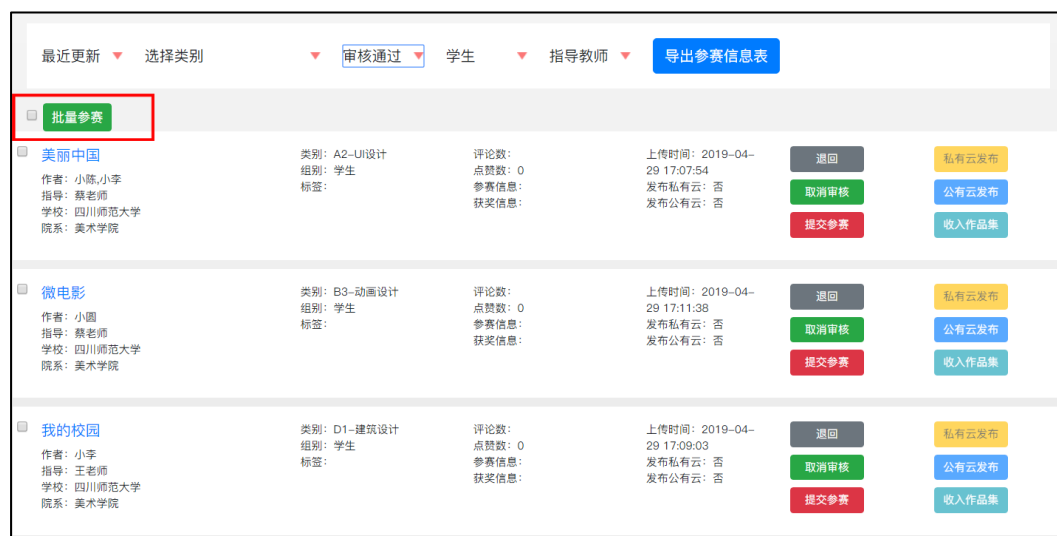 最近更新 选择类别 审核通过 学生 指导教师 导出参赛信息表
批量参赛
美丽中国
作者：小陈,小李
指导：蔡老师
学校：四川师范大学
院系：美术学院
类别：A2-UI设计
组别：学生
标签：
评论数：
点赞数：0
参赛信息：
获奖信息：
上传时间：2019-04-
29 17:07:54
发布私有云：否
发布公有云：否
退回
取消审核
提交参赛
私有云发布
公有云发布
收入作品集
微电影
作者：小圆
指导：蔡老师
学校：四川师范大学
院系：美术学院
类别：B3-动画设计
组别：学生
标签：
评论数：
点赞数：0
参赛信息：
获奖信息：
上传时间：2019-04-
29 17:11:38
发布私有云：否
发布公有云：否
退回
取消审核
提交参赛
私有云发布
公有云发布
收入作品集
我的校园
作者：小李
指导：王老师
学校：四川师范大学
院系：美术学院
类别：D1-建筑设计
组别：学生
标签：
评论数：
点赞数：0
参赛信息：
获奖信息：
上传时间：2019-04-
29 17:09:03
发布私有云：否
发布公有云：否
退回
取消审核
提交参赛
私有云发布
公有云发布
收入作品集